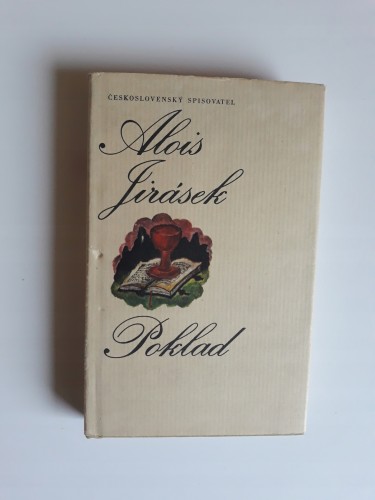 ČESKOSLOVENSKÝ SPISOVATEL
Alois
Jirásek
Poklad